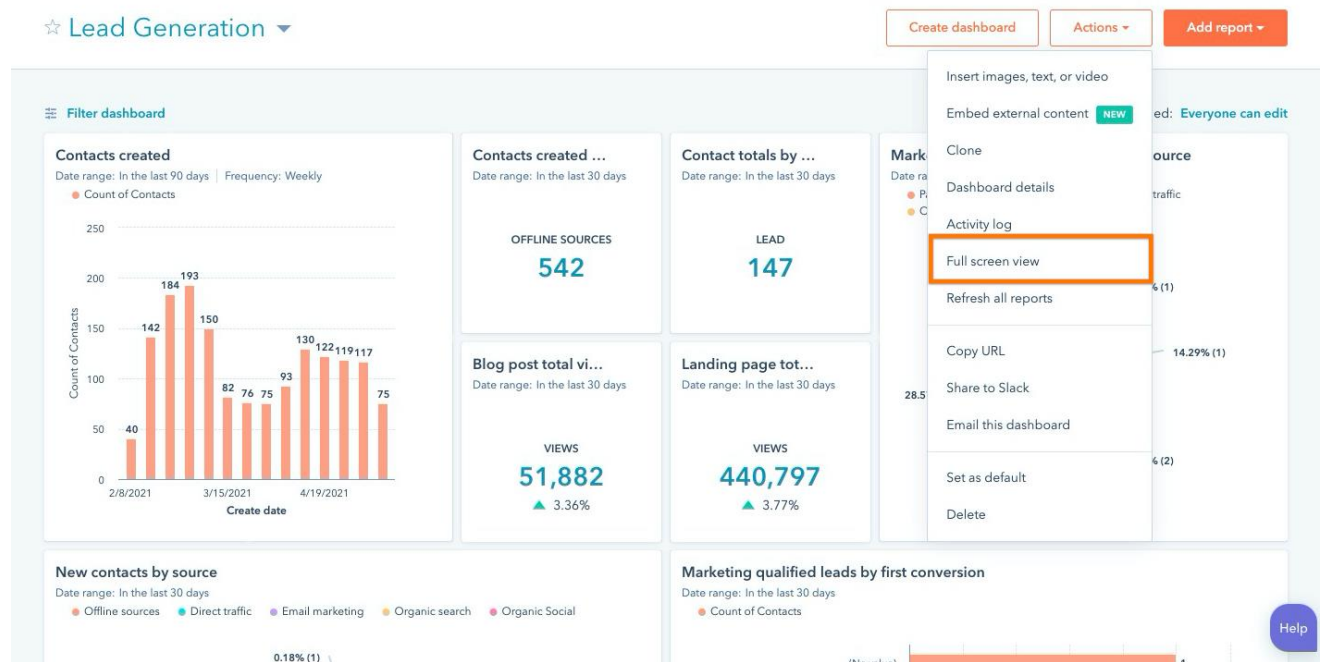 Lead Generation
Create dashboard
Actions
Add report
Filter dashboard
ed: Everyone can edit
Insert images, text, or video
Embed external content NEW
Clone
Dashboard details
Activity log
Full screen view
Refresh all reports
Copy URL
Share to Slack
Email this dashboard
Set as default
Delete
Contacts created
Date range: In the last 90 days | Frequency: Weekly
Count of Contacts
250
200
150
100
50
0
Count of Contacts
40
142
184
193
150
82
76
75
93
130
122
119
117
75
2/8/2021
3/15/2021
4/19/2021
Create date
Contacts created ...
Date range: In the last 30 days
OFFLINE SOURCES
542
Contact totals by ...
Date range: In the last 30 days
LEAD
147
Mark
ource
Date ra
traffic
% (1)
14.29% (1)
28.5
% (2)
Blog post total vi...
Date range: In the last 30 days
VIEWS
51,882
3.36%
Landing page tot...
Date range: In the last 30 days
VIEWS
440,797
3.77%
New contacts by source
Date range: In the last 30 days
Offline sources
Direct traffic
Email marketing
Organic search
Organic Social
0.18% (1)
Marketing qualified leads by first conversion
Date range: In the last 30 days
Count of Contacts
1
Help